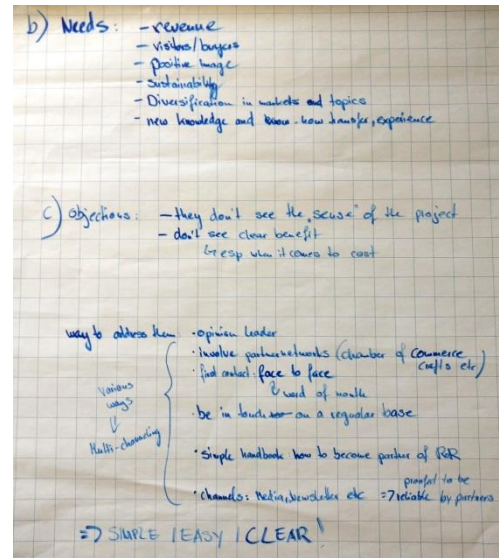 b) Needs: - revenue
- visitors/buyers
- positive image
- sustainability
- Diversification in markets and topics
- new knowledge and know-how transfer, experience
c) Objections: - they don't see the "sense" of the project
- don't see clear benefit
↳ esp when it comes to cost
way to address them
· opinion leader
· involve partnernetworks (chamber of commerce
crafts etc)
· first contact: face to face
& word of mouth
· be in touch on a regular base
various
ways
⇓
Multi-channeling
· simple handbook how to become partner of RoR
· channels: Media, Newsletter etc => reliable by partners
to be
=> SIMPLE / EASY / CLEAR!